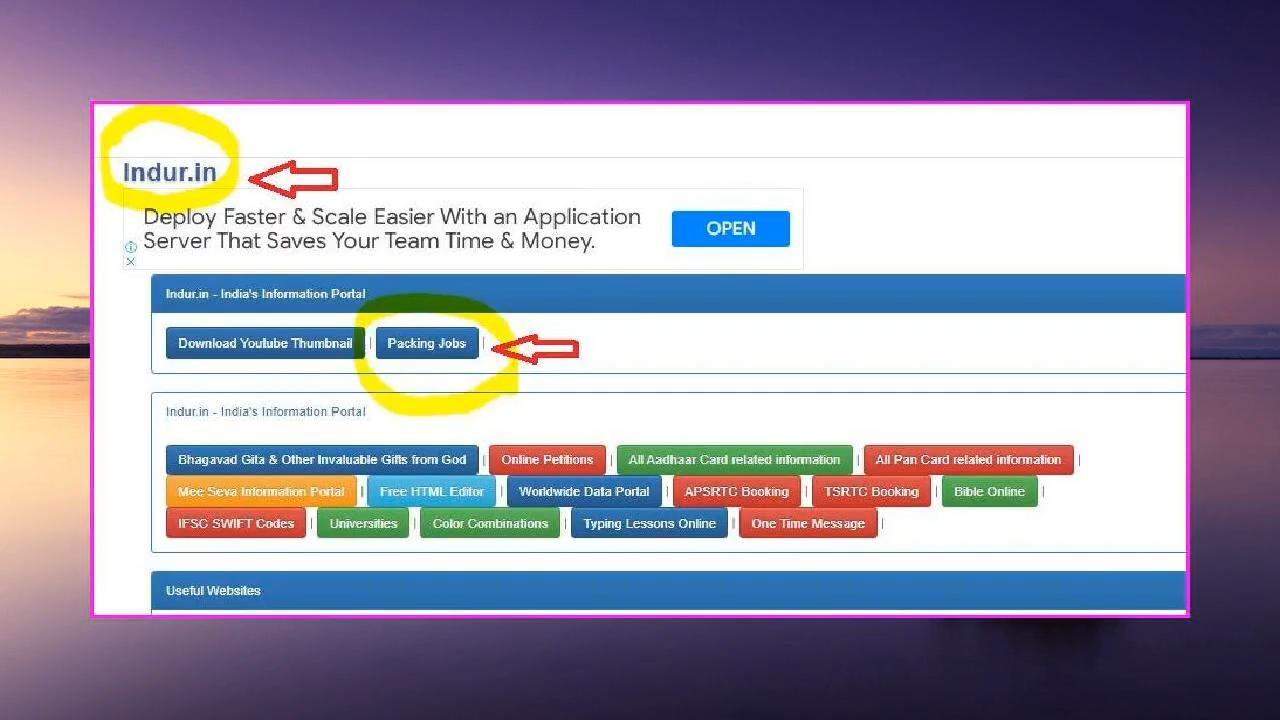 Indur.in
Deploy Faster & Scale Easier With an Application
Server That Saves Your Team Time & Money.
OPEN
Indur.in - India's Information Portal
Download Youtube Thumbnail | Packing Jobs |
Indur.in - India's Information Portal
Bhagavad Gita & Other Invaluable Gifts from God | Online Petitions | All Aadhaar Card related information | All Pan Card related information |
Mee Seva Information Portal | Free HTML Editor | Worldwide Data Portal | APSRTC Booking | TSRTC Booking | Bible Online |
IFSC SWIFT Codes | Universities | Color Combinations | Typing Lessons Online | One Time Message |
Useful Websites